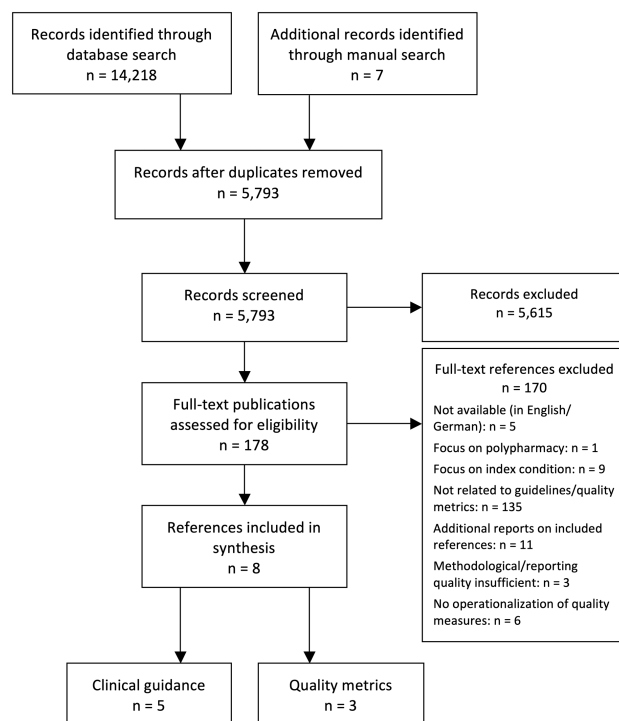 Records identified through
database search
n = 14,218
Additional records identified
through manual search
n = 7
Records after duplicates removed
n = 5,793
Records screened
n = 5,793
Records excluded
n = 5,615
Full-text publications
assessed for eligibility
n = 178
Full-text references excluded
n = 170
Not available (in English/
German): n = 5
Focus on polypharmacy: n = 1
Focus on index condition: n = 9
Not related to guidelines/quality
metrics: n = 135
Additional reports on included
references: n = 11
Methodological/reporting
quality insufficient: n = 3
No operationalization of quality
measures: n = 6
References included in
synthesis
n = 8
Clinical guidance
n = 5
Quality metrics
n = 3